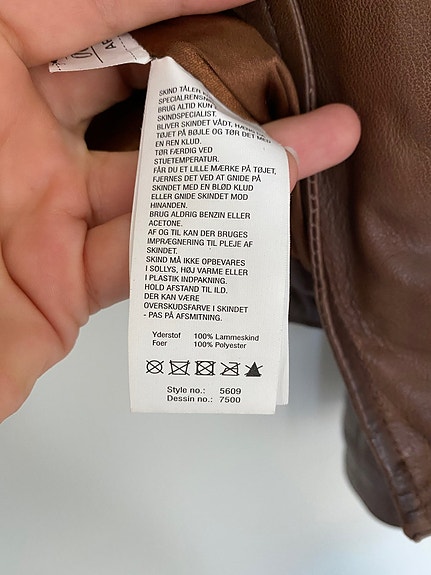 SKIND TÅLER K
SPECIALRENSN
BRUG ALTID KUN
SKINDSPECIALIST.
BLIVER SKINDET VÅDT, HÆNG
TØJET PÅ BØJLE OG TØR DET MED
EN REN KLUD.
TØR FÆRDIG VED
STUETEMPERATUR.
FÅR DU ET LILLE MÆRKE PÅ TØJET,
FJERNES DET VED AT GNIDE PÅ
SKINDET MED EN BLØD KLUD
ELLER GNIDE SKINDET MOD
HINANDEN.
BRUG ALDRIG BENZIN ELLER
ACETONE.
AF OG TIL KAN DER BRUGES
IMPRÆGNERING TIL PLEJE AF
SKINDET.
SKIND MÅ IKKE OPBEVARES
I SOLLYS, HØJ VARME ELLER
I PLASTIK INDPAKNING.
HOLD AFSTAND TIL ILD.
DER KAN VÆRE
OVERSKUDSFARVE I SKINDET
- PAS PÅ AFSMITNING.
Yderstof 100% Lammeskind
Foer 100% Polyester
Style no.: 5609
Dessin no.: 7500